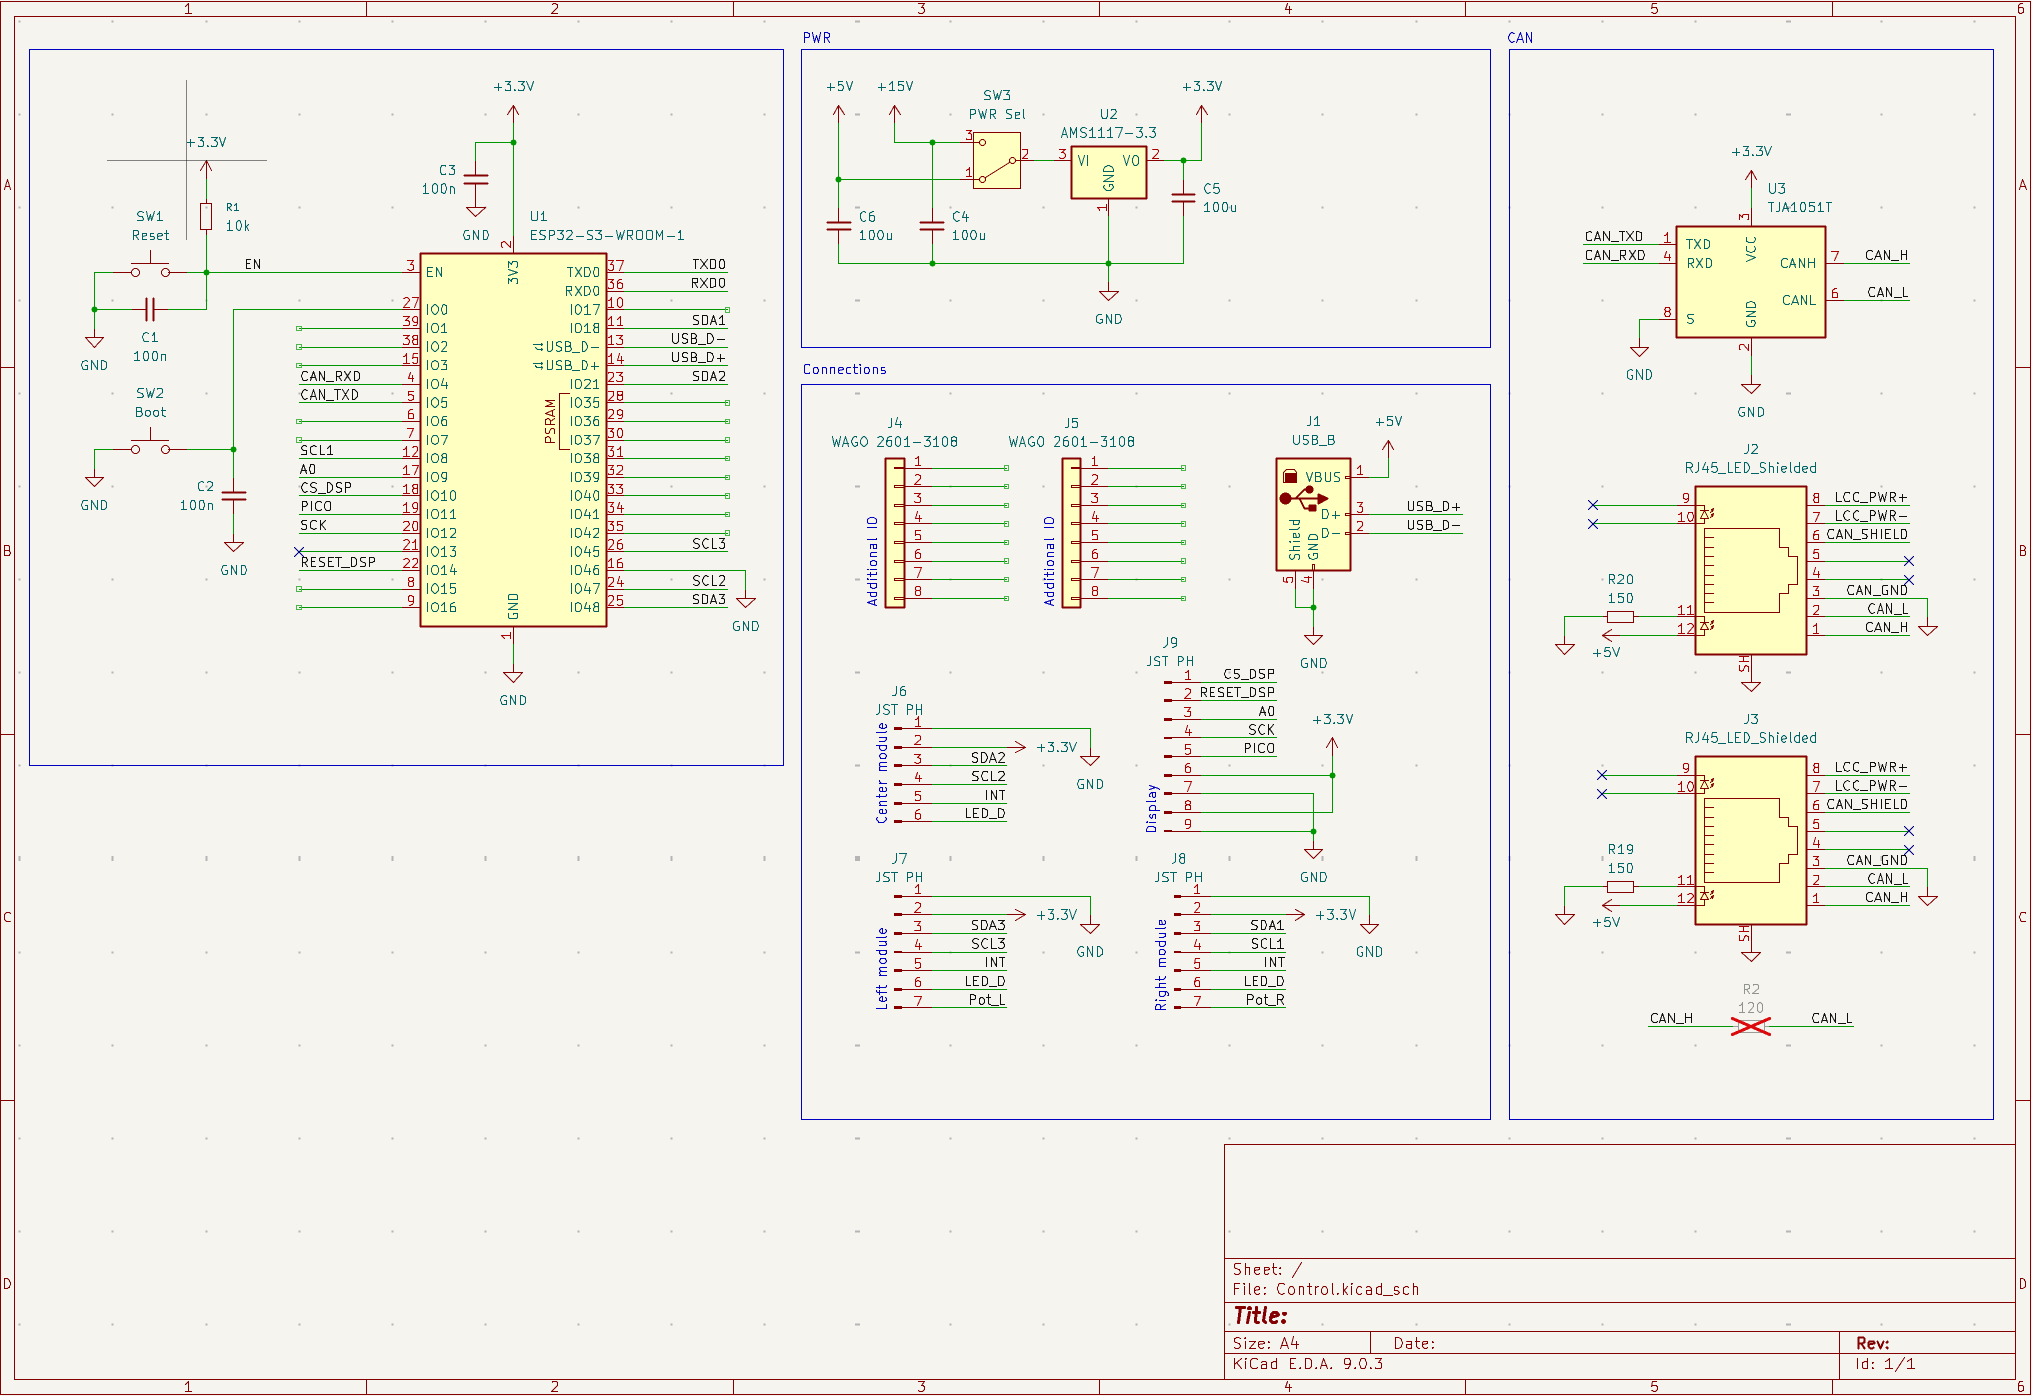 1 2 3 4 5 6
A
B
C
D
+3.3V
R1
10k
SW1
Reset
EN
C1
100n
GND
SW2
Boot
GND
C2
100n
GND
+3.3V
C3
100n
GND
U1
ESP32-S3-WROOM-1
2
3V3
3 EN
27 IO0
39 IO1
38 IO2
15 IO3
CAN_RXD 4 IO4
CAN_TXD 5 IO5
6 IO6
7 IO7
SCL1 12 IO8
A0 17 IO9
CS_DSP 18 IO10
PICO 19 IO11
SCK 20 IO12
21 IO13
RESET_DSP 22 IO14
8 IO15
9 IO16
TXD0 37 TXD0
RXD0 36 RXD0
IO17 10
IO18 11 SDA1
USB_D- 13 USB_D-
USB_D+ 14 USB_D+
IO21 23 SDA2
IO35 28
IO36 29
IO37 30
IO38 31
IO39 32
IO40 33
IO41 34
IO42 35
IO45 26 SCL3
IO46 16
IO47 24 SCL2
IO48 25 SDA3
PSRAM
GND
1
GND
GND
PWR
+5V
+15V
SW3
PWR Sel
3
2
1
U2
AMS1117-3.3
3 VI
VO 2
GND
1
+3.3V
C6
100u
C4
100u
C5
100u
GND
Connections
J4
WAGO 2601-3108
1
2
3
4
5
6
7
8
Additional IO
J5
WAGO 2601-3108
1
2
3
4
5
6
7
8
Additional IO
J1
USB_B
+5V
VBUS 1
D+ 3 USB_D+
D- 2 USB_D-
Shield
GND
5
4
GND
J6
JST PH
1
2 +3.3V
3 SDA2
4 SCL2
5 INT
6 LED_D
Center module
GND
J9
JST PH
1 CS_DSP
2 RESET_DSP
3 A0
4 SCK
5 PICO
6
7
8
9
Display
+3.3V
GND
J7
JST PH
1
2 +3.3V
3 SDA3
4 SCL3
5 INT
6 LED_D
7 Pot_L
Left module
GND
J8
JST PH
1
2 +3.3V
3 SDA1
4 SCL1
5 INT
6 LED_D
7 Pot_R
Right module
GND
CAN
+3.3V
U3
TJA1051T
3
VCC
CAN_TXD 1 TXD
CAN_RXD 4 RXD
CANH 7 CAN_H
CANL 6 CAN_L
8 S
GND
2
GND
GND
J2
RJ45_LED_Shielded
9
10
11
12
8 LCC_PWR+
7 LCC_PWR-
6 CAN_SHIELD
5
4
3 CAN_GND
2 CAN_L
1 CAN_H
R20
150
+5V
SH
J3
RJ45_LED_Shielded
9
10
11
12
8 LCC_PWR+
7 LCC_PWR-
6 CAN_SHIELD
5
4
3 CAN_GND
2 CAN_L
1 CAN_H
R19
150
+5V
SH
R2
120
CAN_H
CAN_L
Sheet: /
File: Control.kicad_sch
Title:
Size: A4 Date: Rev:
KiCad E.D.A. 9.0.3 Id: 1/1
A
B
C
D
1 2 3 4 5 6